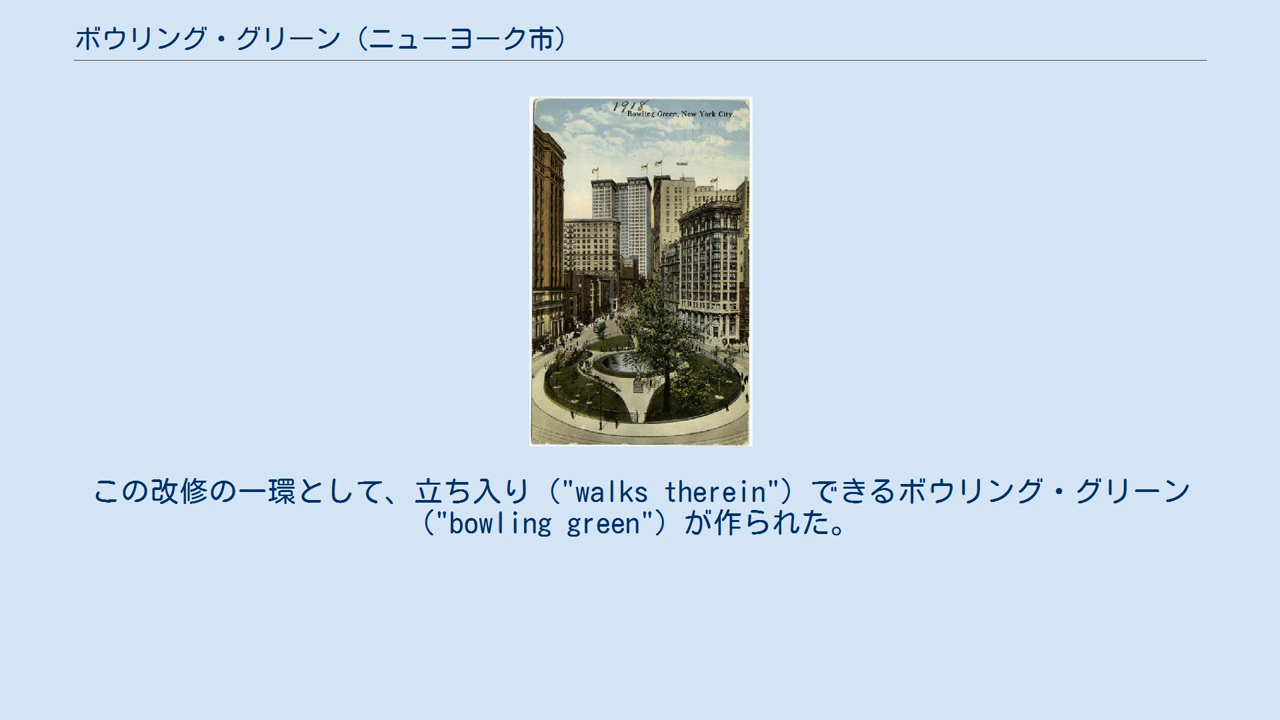 ボウリング・グリーン（ニューヨーク市）
1918
Bowling Green, New York City.
この改修の一環として、立ち入り（"walks therein"）できるボウリング・グリーン
（"bowling green"）が作られた。